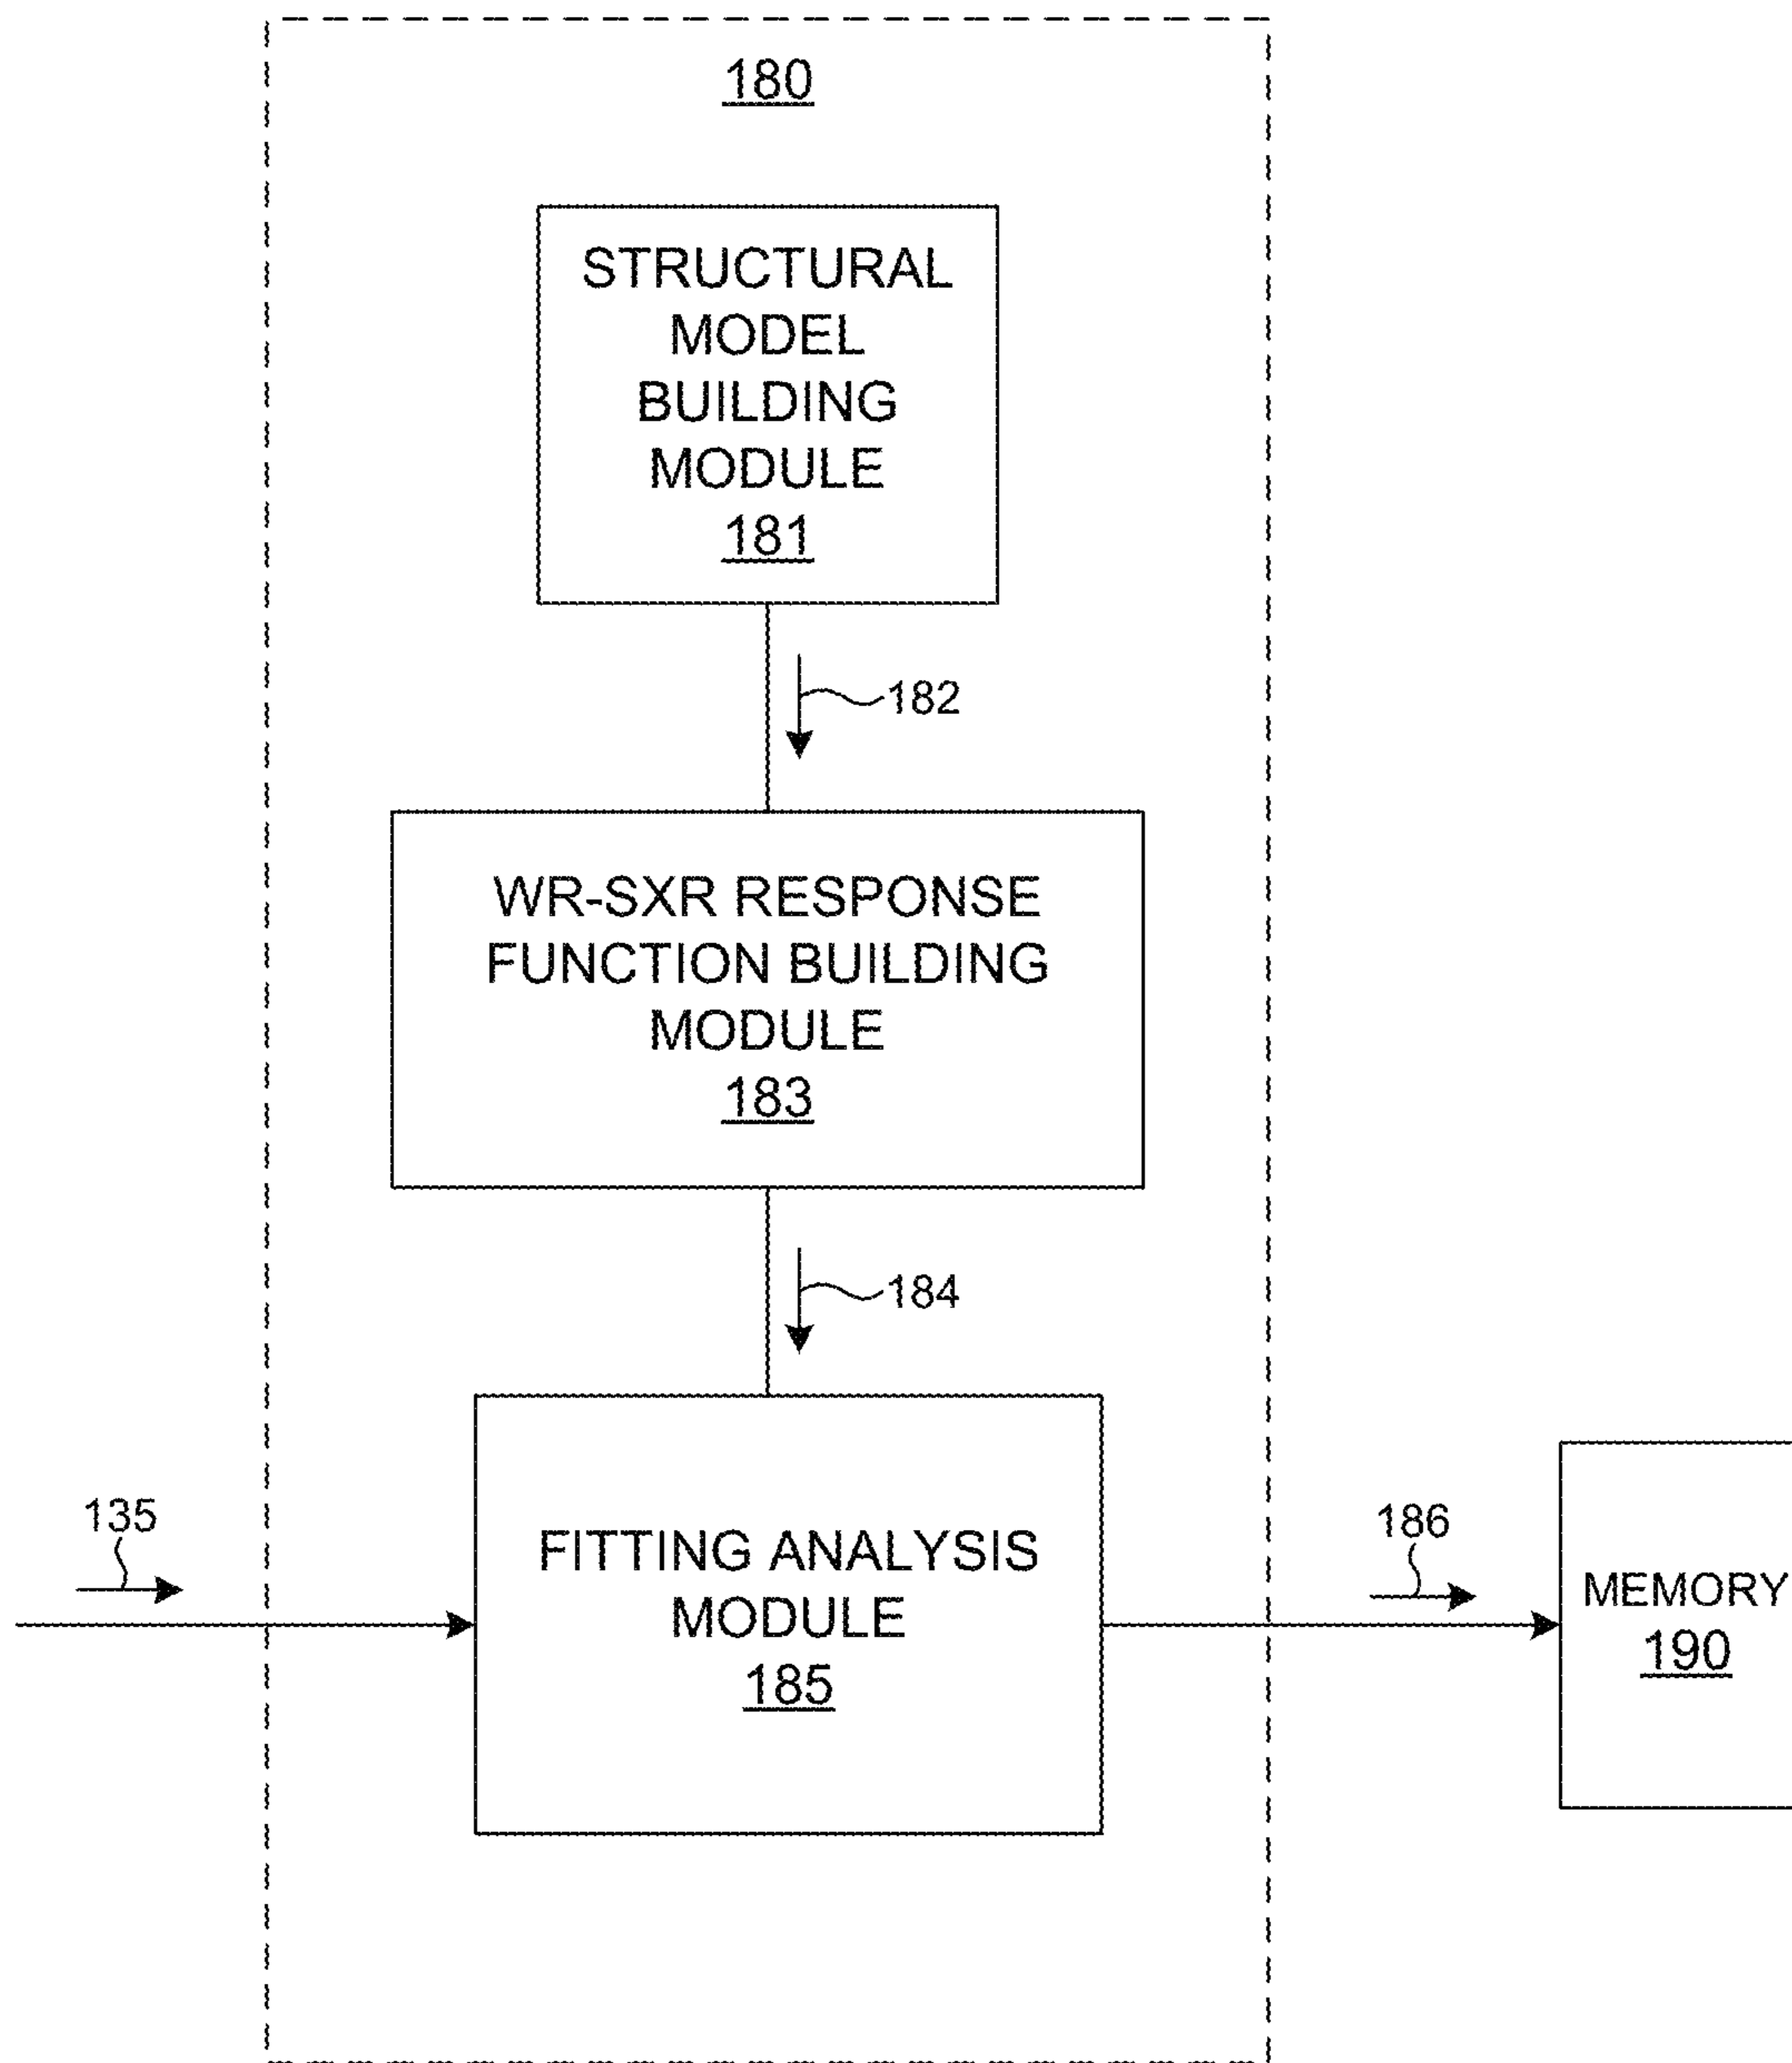 180
STRUCTURAL
MODEL
BUILDING
MODULE
181
182
WR-SXR RESPONSE
FUNCTION BUILDING
MODULE
183
184
135
FITTING ANALYSIS
MODULE
185
186
MEMORY
190